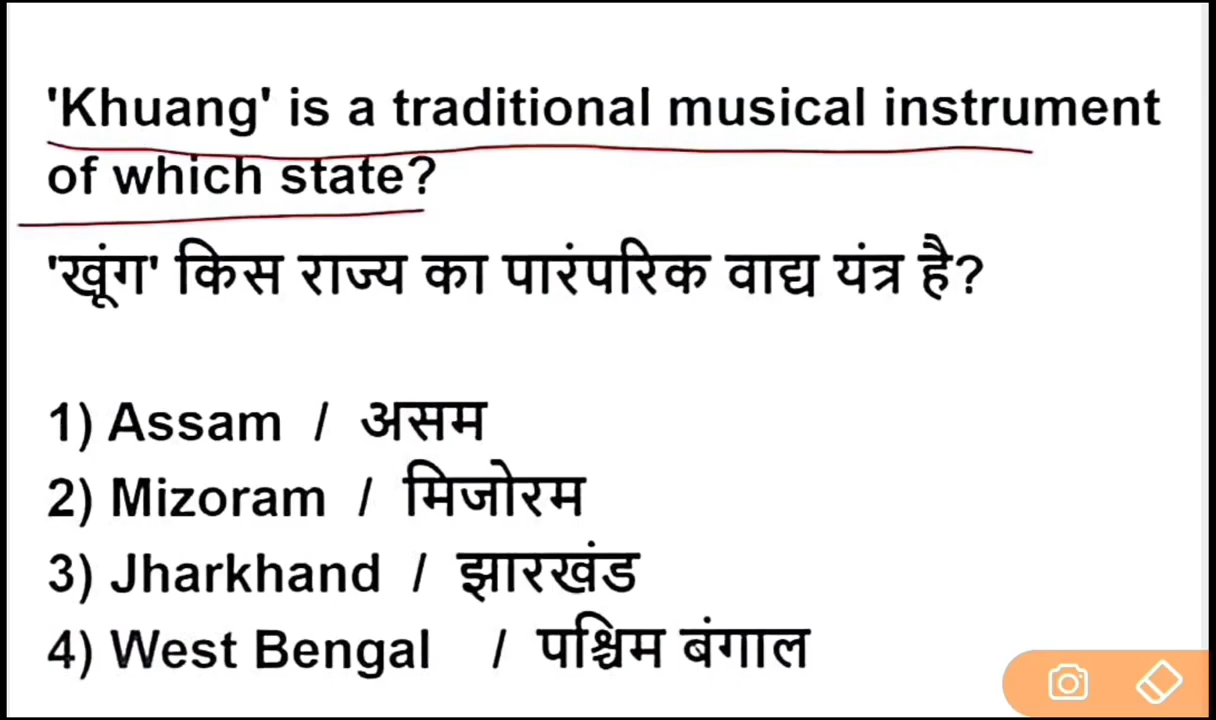 'Khuang' is a traditional musical instrument
of which state?
'खूंग' किस राज्य का पारंपरिक वाद्य यंत्र है?
1) Assam / असम
2) Mizoram / मिजोरम
3) Jharkhand / झारखंड
4) West Bengal / पश्चिम बंगाल